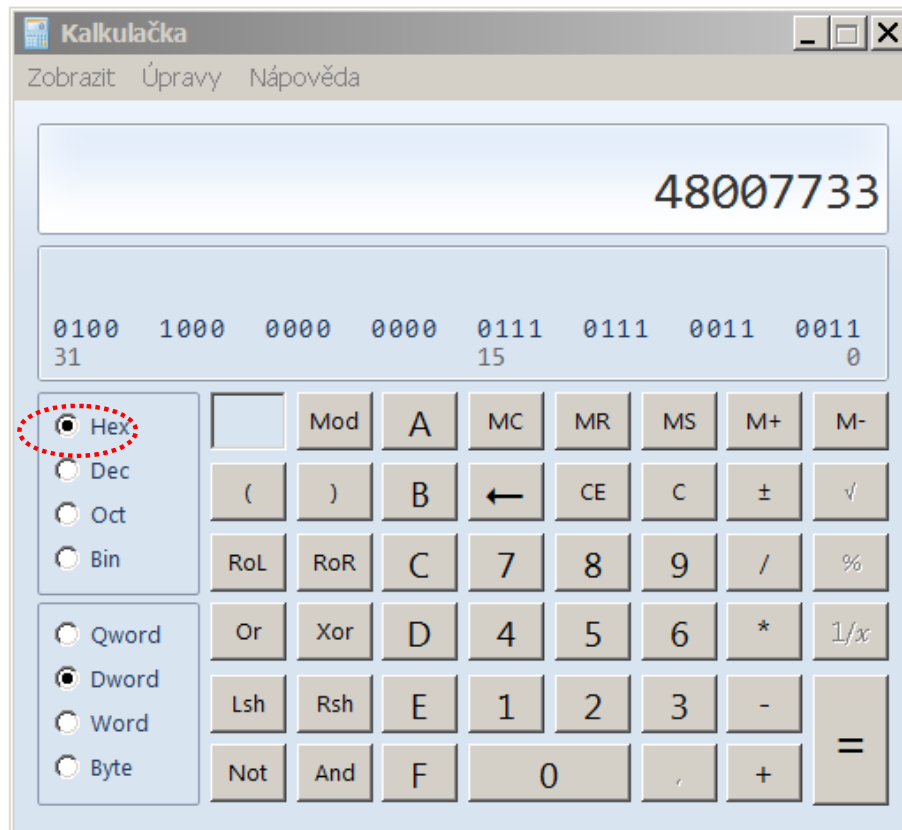 Kalkulačka
Zobrazit Úpravy Nápověda
48007733
0100 1000 0000 0000 0111 0111 0011 0011
31 15 0
Hex Mod A MC MR MS M+ M-
Dec ( ) B ← CE C ± √
Oct
Bin RoL RoR C 7 8 9 / %
Qword Or Xor D 4 5 6 * 1/x
Dword Lsh Rsh E 1 2 3 - =
Word
Byte Not And F 0 , +